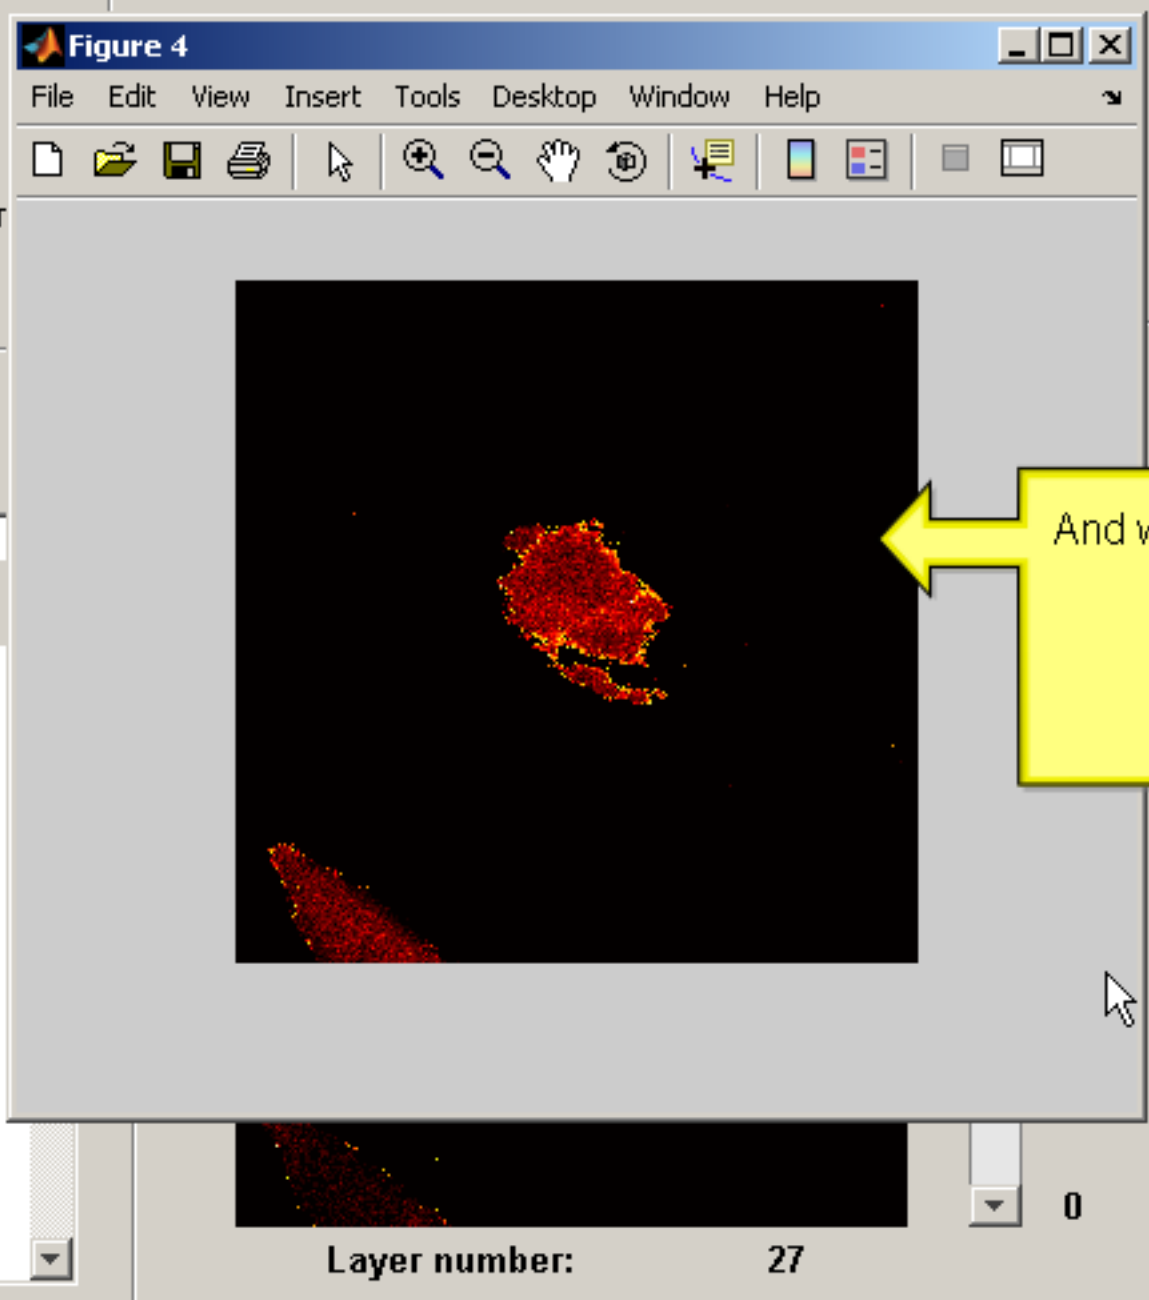 Figure 4
File Edit View Insert Tools Desktop Window Help
And
Layer number: 27
0